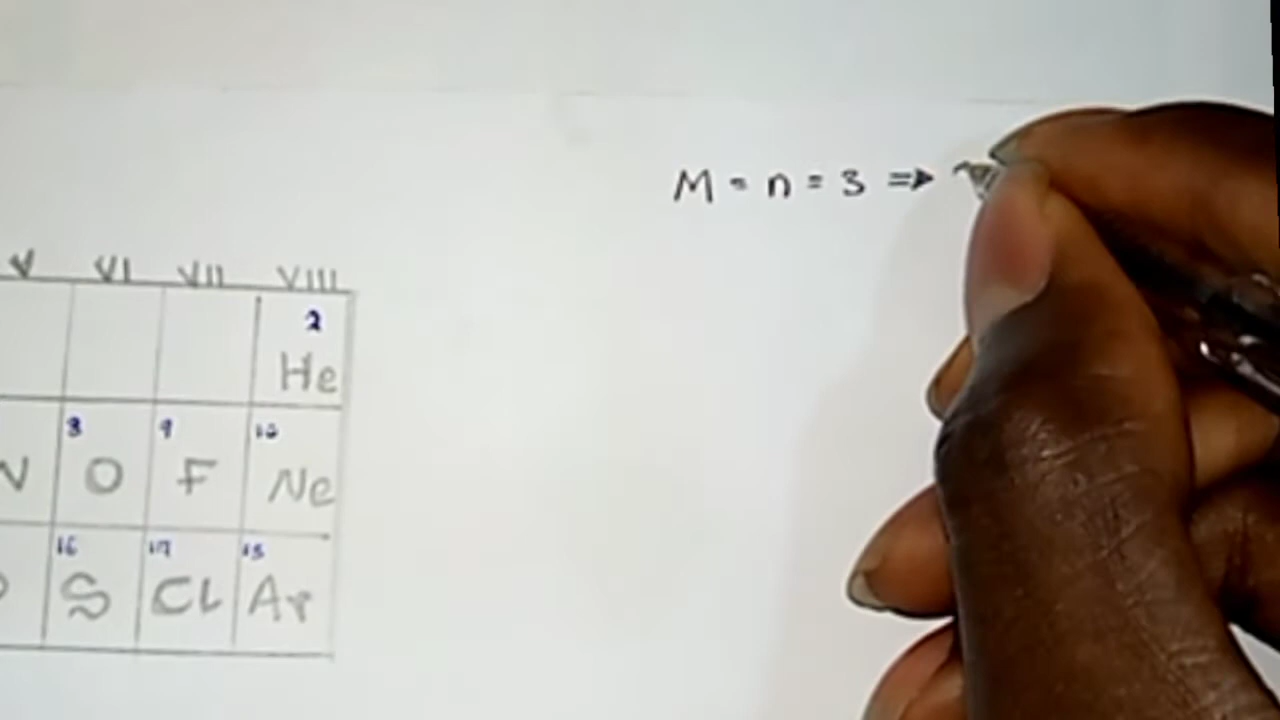 M = n = 3 ⇒
V VI VII VIII
2
He
8 9 10
N O F Ne
16 17 18
S CL Ar